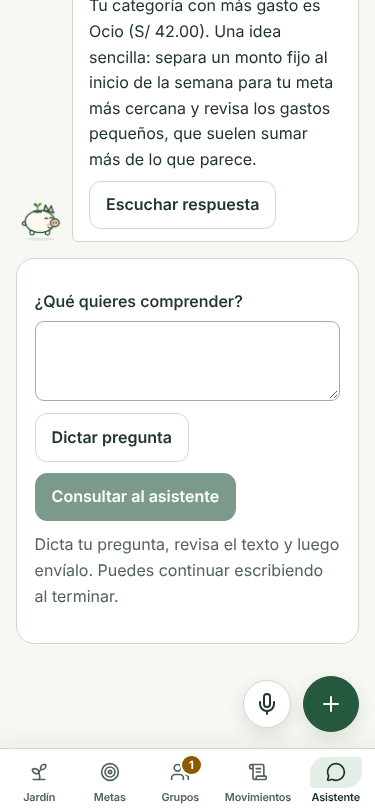 Tu categoría con más gasto es
Ocio (S/ 42.00). Una idea
sencilla: separa un monto fijo al
inicio de la semana para tu meta
más cercana y revisa los gastos
pequeños, que suelen sumar
más de lo que parece.
Escuchar respuesta
¿Qué quieres comprender?
Dictar pregunta
Consultar al asistente
Dicta tu pregunta, revisa el texto y luego
envíalo. Puedes continuar escribiendo
al terminar.
1
Jardín Metas Grupos Movimientos Asistente